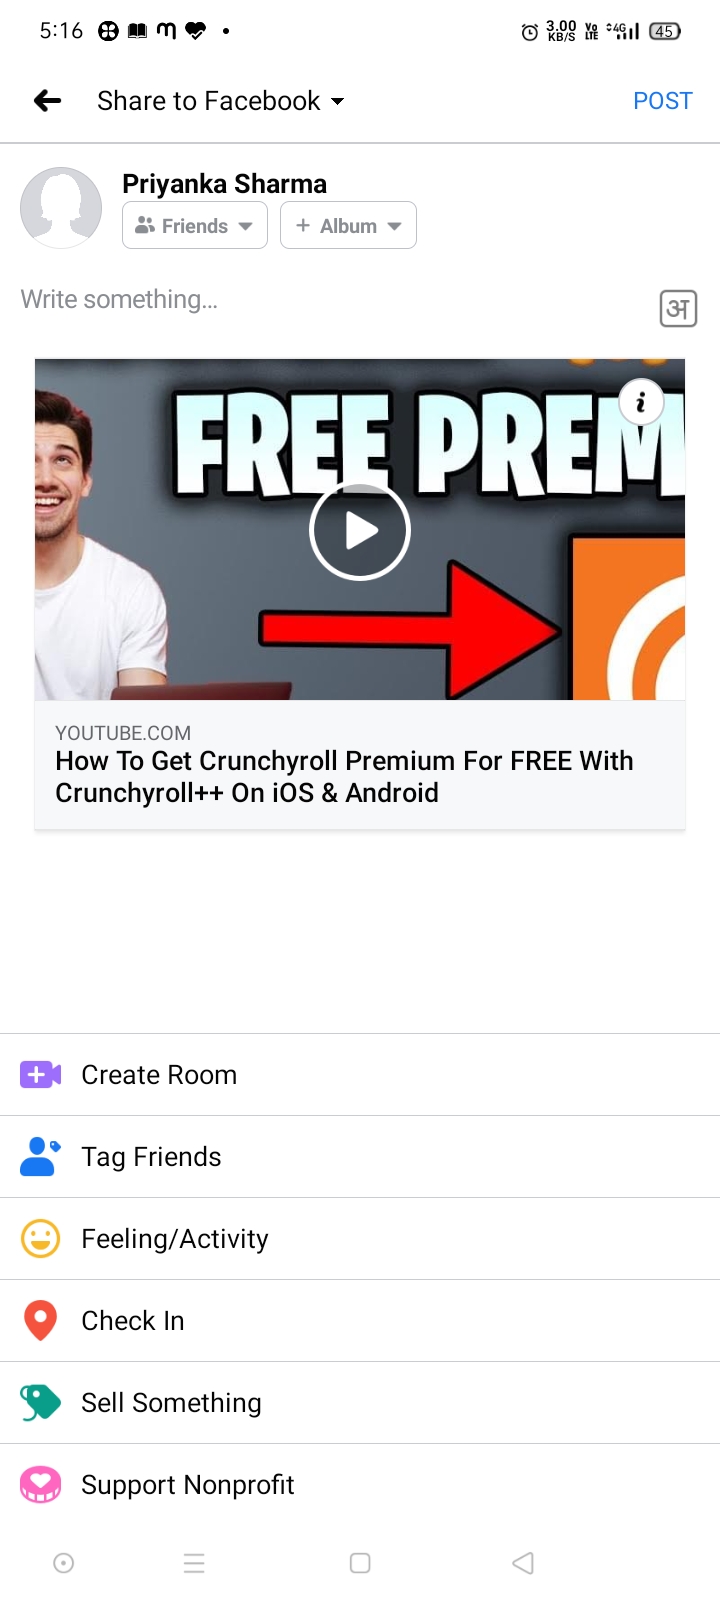 5:16 3.00 KB/S Vo LTE 4G 45
Share to Facebook POST
Priyanka Sharma
Friends + Album
Write something...
अ
FREE PREM
YOUTUBE.COM
How To Get Crunchyroll Premium For FREE With
Crunchyroll++ On iOS & Android
Create Room
Tag Friends
Feeling/Activity
Check In
Sell Something
Support Nonprofit